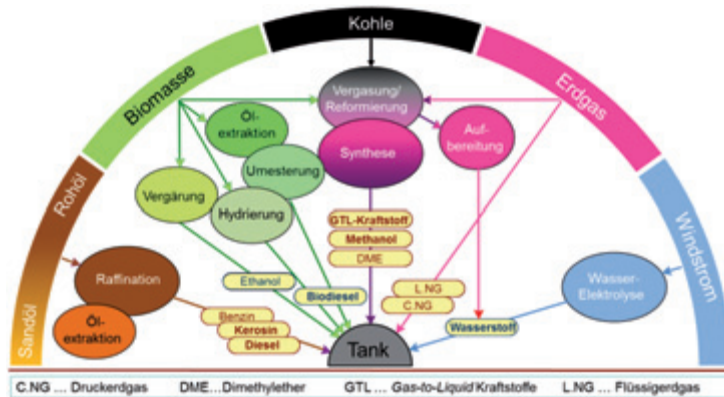 Kohle
Biomasse
Erdgas
Rohöl
Windstrom
Sandöl
Vergasung/
Reformierung
Synthese
Auf-
bereitung
Öl-
extraktion
Umesterung
Vergärung
Hydrierung
GTL-Kraftstoff
Methanol
DME
Raffination
Öl-
extraktion
Ethanol
Biodiesel
L.NG
C.NG
Wasser-
Elektrolyse
Benzin
Kerosin
Diesel
Wasserstoff
Tank
C.NG ... Druckerdgas DME...Dimethylether GTL ... Gas-to-Liquid Kraftstoffe L.NG ... Flüssigerdgas